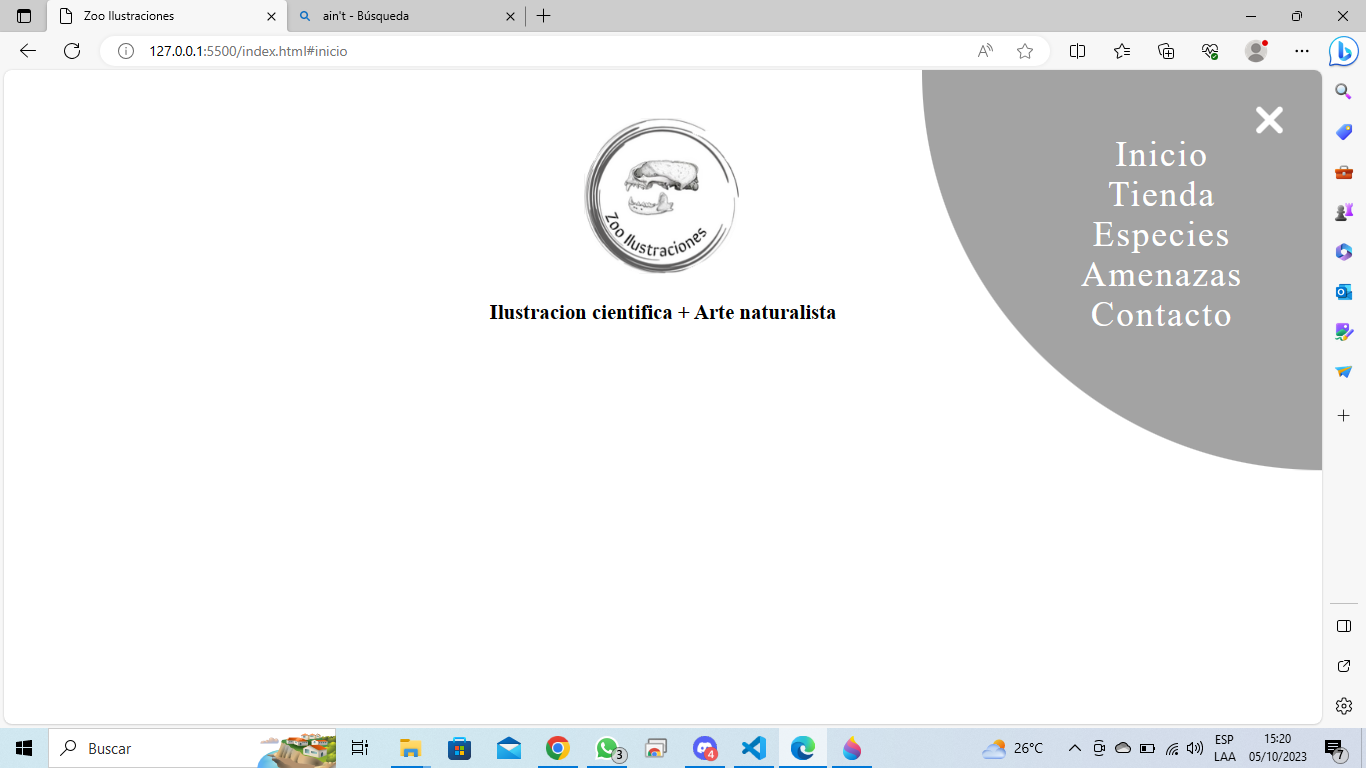 Zoo Ilustraciones
ain't - Búsqueda
127.0.0.1:5500/index.html#inicio
Zoo Ilustraciones
Ilustracion cientifica + Arte naturalista
Inicio
Tienda
Especies
Amenazas
Contacto
Buscar
3
4
26°C
ESP
LAA
15:20
05/10/2023
7